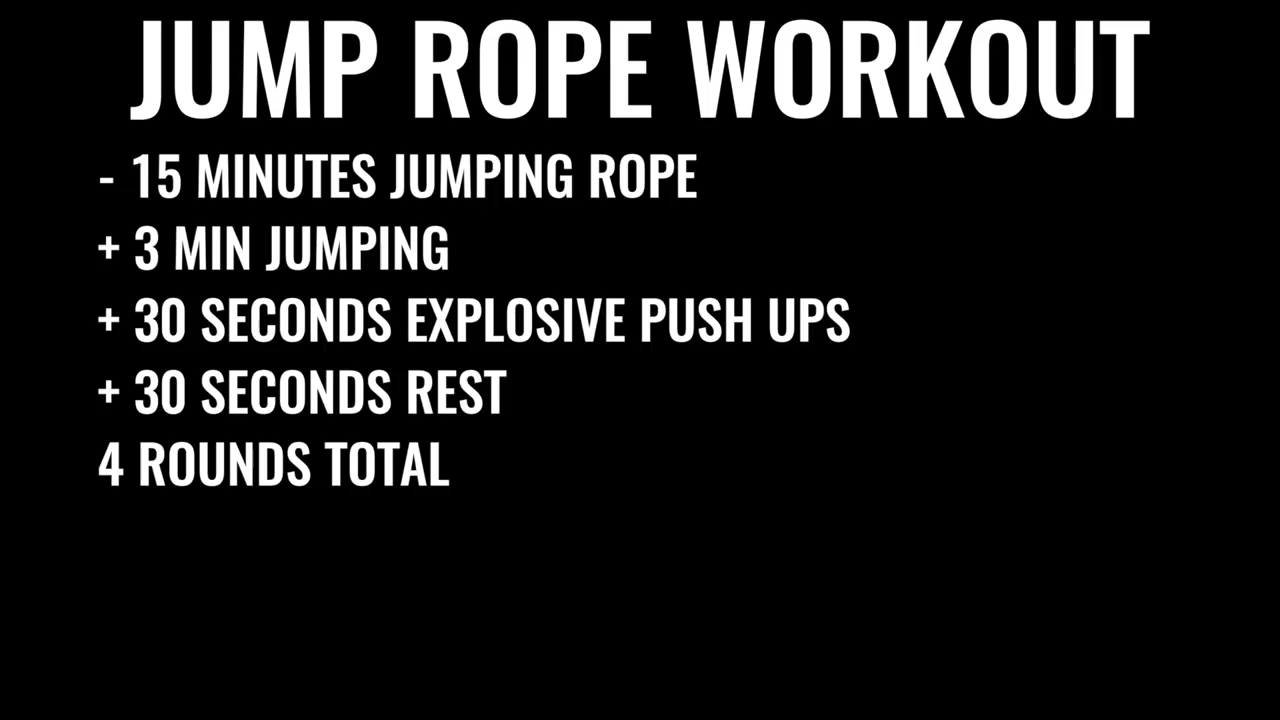 JUMP ROPE WORKOUT
- 15 MINUTES JUMPING ROPE
+ 3 MIN JUMPING
+ 30 SECONDS EXPLOSIVE PUSH UPS
+ 30 SECONDS REST
4 ROUNDS TOTAL